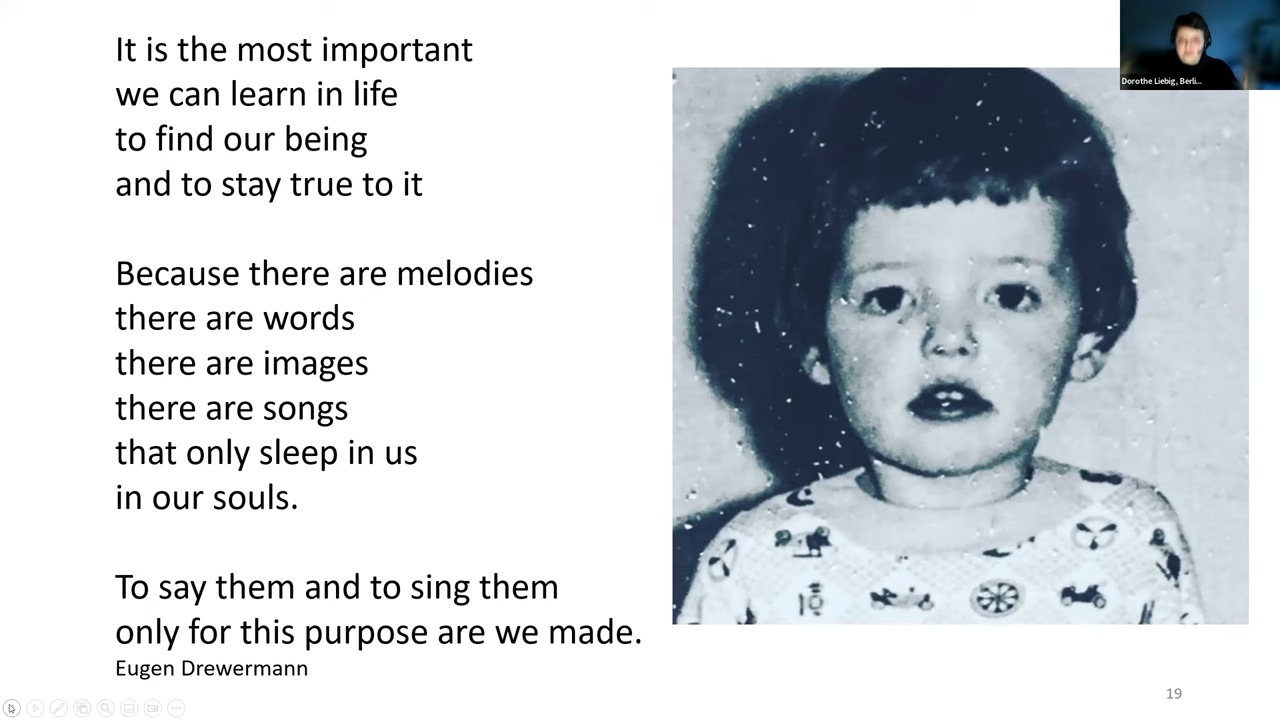 It is the most important
we can learn in life
to find our being
and to stay true to it
Because there are melodies
there are words
there are images
there are songs
that only sleep in us
in our souls.
To say them and to sing them
only for this purpose are we made.
Eugen Drewermann
Dorothe Liebig, Berli...
19